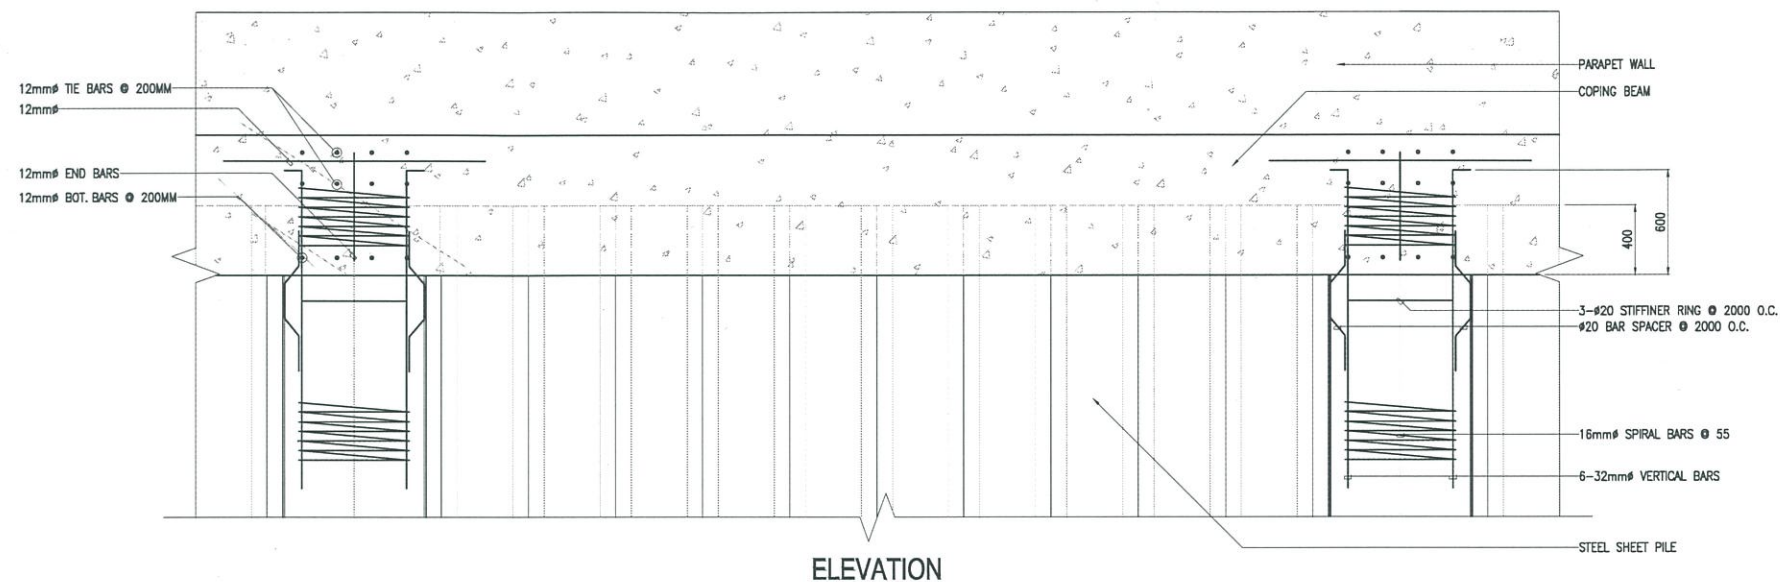 12mmø TIE BARS @ 200MM
12mmø
12mmø END BARS
12mmø BOT. BARS @ 200MM
PARAPET WALL
COPING BEAM
400
600
3-ø20 STIFFINER RING @ 2000 O.C.
ø20 BAR SPACER @ 2000 O.C.
16mmø SPIRAL BARS @ 55
6-32mmø VERTICAL BARS
STEEL SHEET PILE
ELEVATION